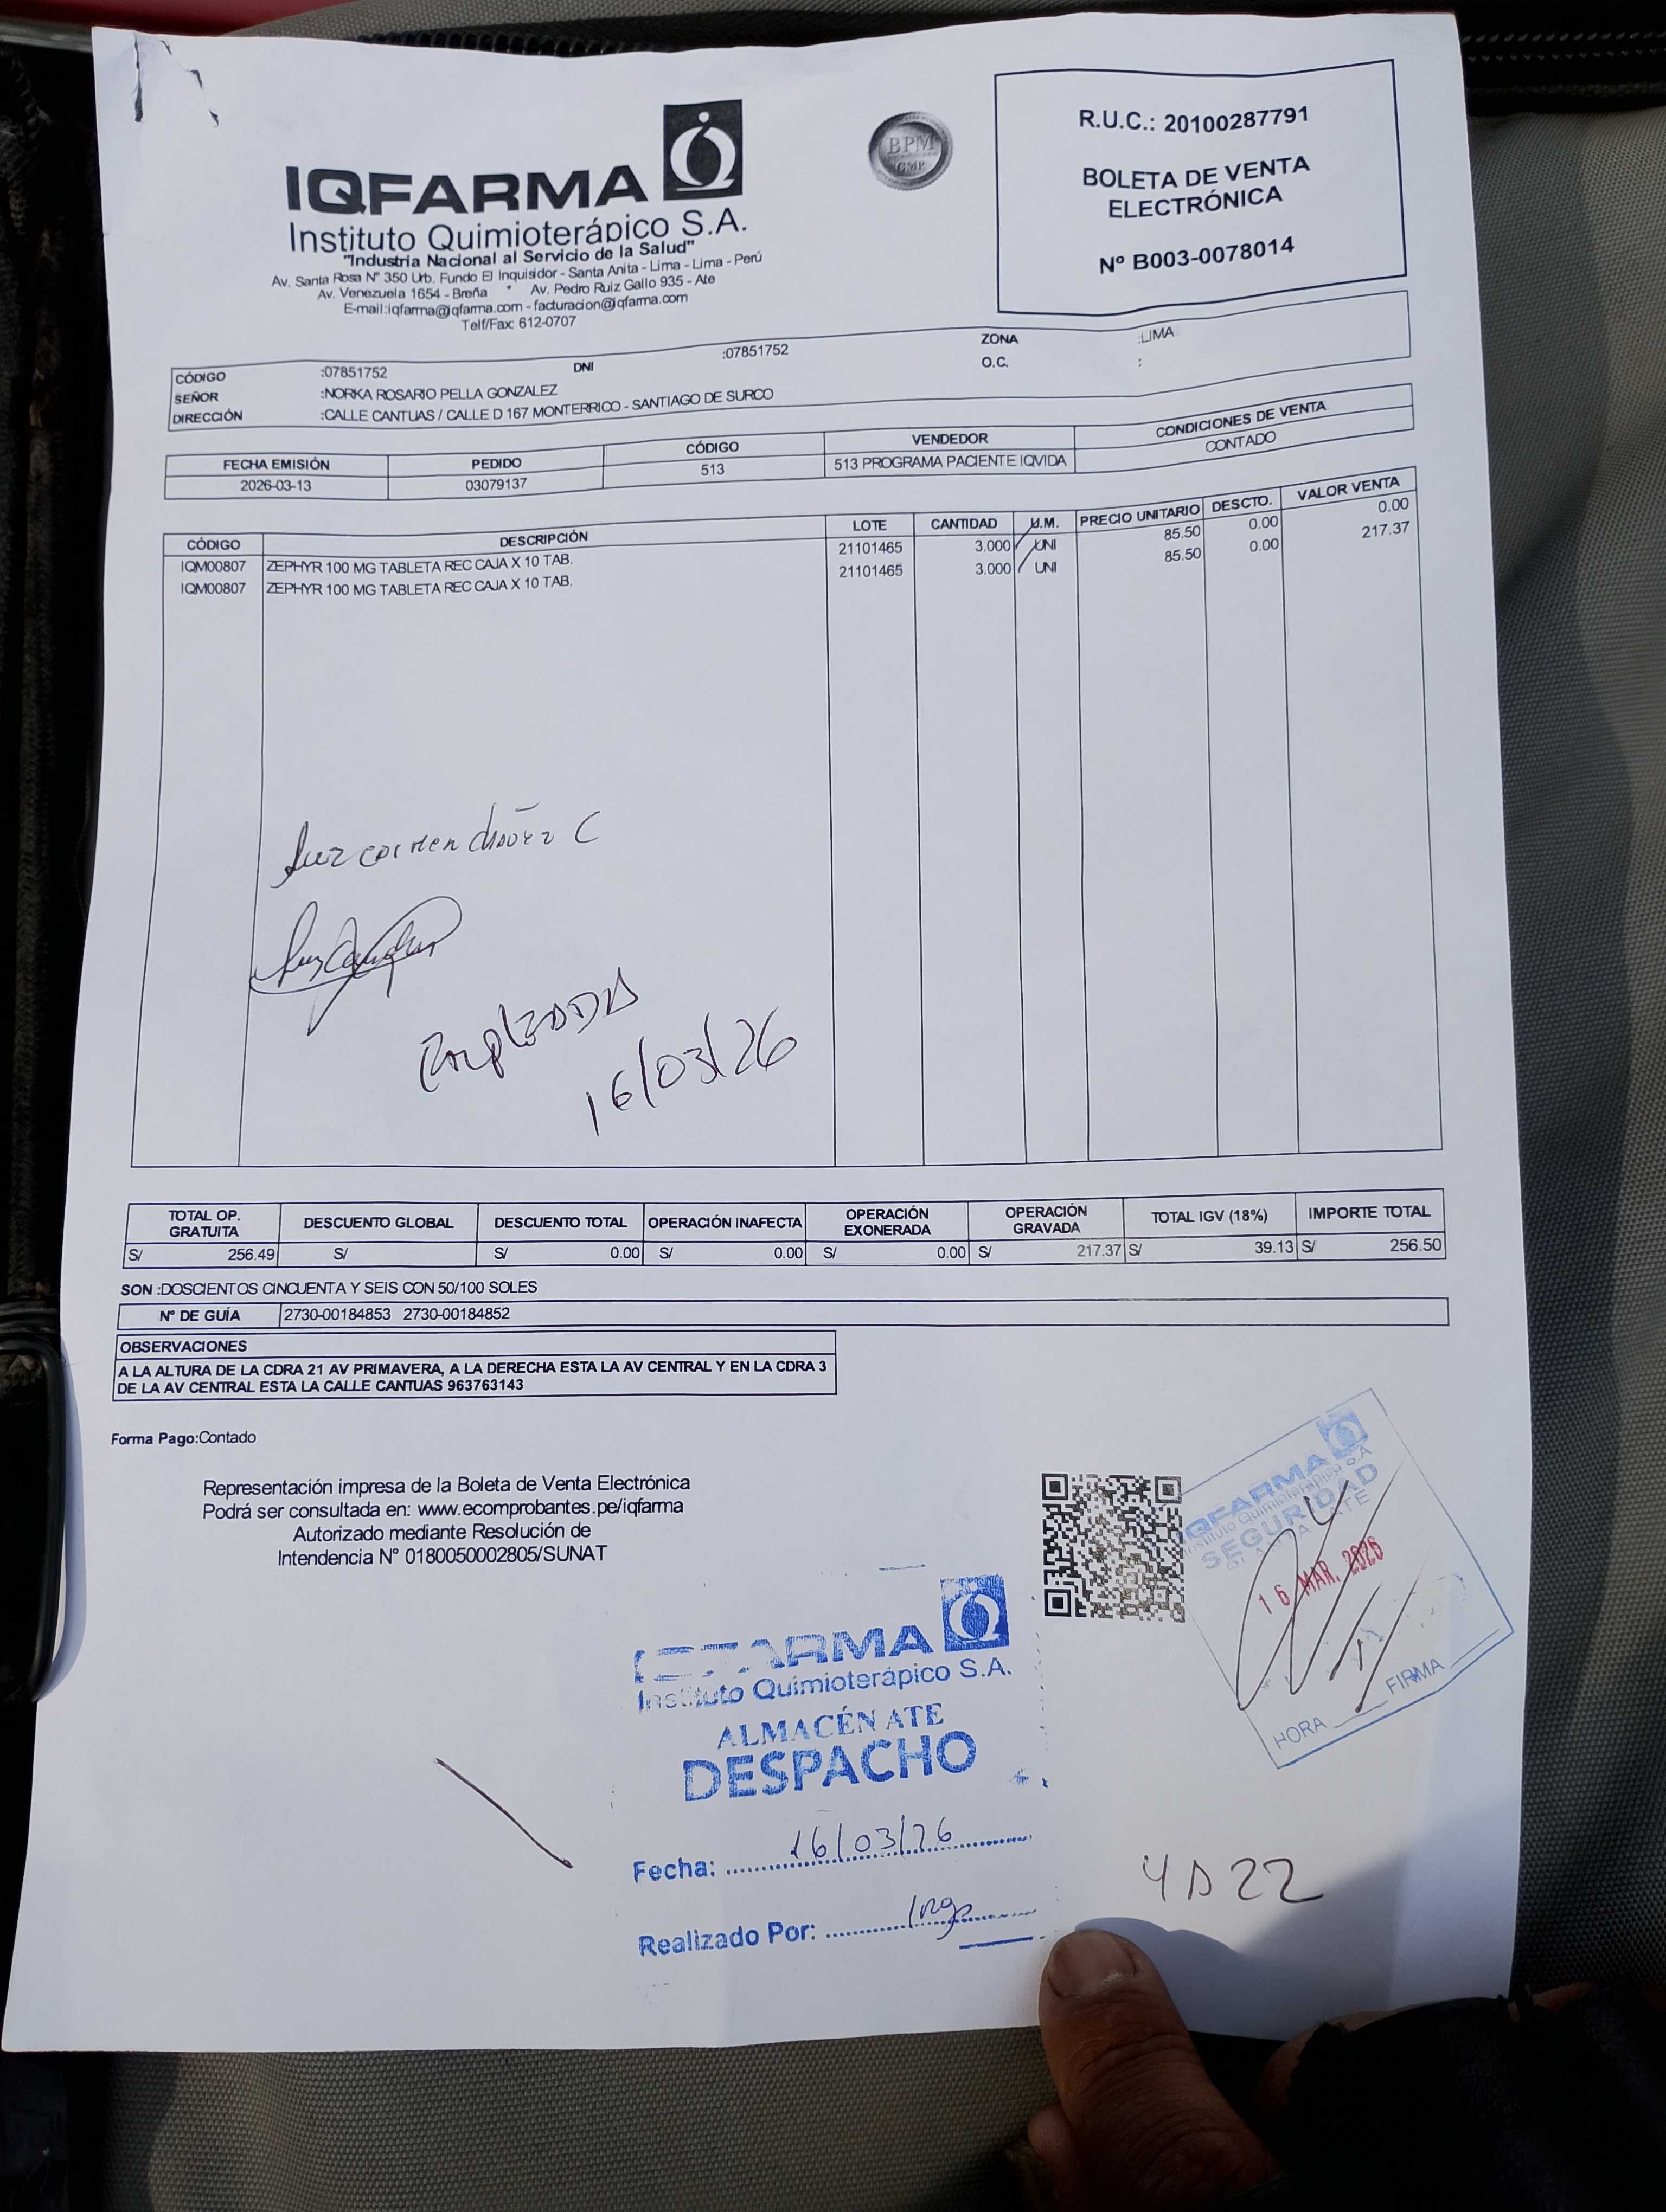 IQFARMA
Instituto Quimioterápico S.A.
"Industria Nacional al Servicio de la Salud"
Av. Santa Rosa N° 350 Urb. Fundo El Inquisidor - Santa Anita - Lima - Lima - Perú
Av. Venezuela 1654 - Breña * Av. Pedro Ruiz Gallo 935 - Ate
E-mail:iqfarma@iqfarma.com - facturacion@iqfarma.com
Telf/Fax: 612-0707
BPM
GMP
R.U.C.: 20100287791
BOLETA DE VENTA
ELECTRÓNICA
Nº B003-0078014
CÓDIGO :07851752 DNI :07851752 ZONA :LIMA
SEÑOR :NORKA ROSARIO PELLA GONZALEZ O.C. :
DIRECCIÓN :CALLE CANTUAS / CALLE D 167 MONTERRICO - SANTIAGO DE SURCO
FECHA EMISIÓN PEDIDO CÓDIGO VENDEDOR CONDICIONES DE VENTA
2026-03-13 03079137 513 513 PROGRAMA PACIENTE IQVIDA CONTADO
CÓDIGO DESCRIPCIÓN LOTE CANTIDAD U.M. PRECIO UNITARIO DESCTO. VALOR VENTA
IQM00807 ZEPHYR 100 MG TABLETA REC CAJA X 10 TAB. 21101465 3.000 UNI 85.50 0.00 0.00
IQM00807 ZEPHYR 100 MG TABLETA REC CAJA X 10 TAB. 21101465 3.000 UNI 85.50 0.00 217.37
Luz carmen chavez C
Empleada
16/03/26
TOTAL OP. GRATUITA DESCUENTO GLOBAL DESCUENTO TOTAL OPERACIÓN INAFECTA OPERACIÓN EXONERADA OPERACIÓN GRAVADA TOTAL IGV (18%) IMPORTE TOTAL
S/ 256.49 S/ S/ 0.00 S/ 0.00 S/ 0.00 S/ 217.37 S/ 39.13 S/ 256.50
SON :DOSCIENTOS CINCUENTA Y SEIS CON 50/100 SOLES
Nº DE GUÍA 2730-00184853 2730-00184852
OBSERVACIONES
A LA ALTURA DE LA CDRA 21 AV PRIMAVERA, A LA DERECHA ESTA LA AV CENTRAL Y EN LA CDRA 3
DE LA AV CENTRAL ESTA LA CALLE CANTUAS 963763143
Forma Pago:Contado
Representación impresa de la Boleta de Venta Electrónica
Podrá ser consultada en: www.ecomprobantes.pe/iqfarma
Autorizado mediante Resolución de
Intendencia Nº 0180050002805/SUNAT
IQFARMA
Instituto Quimioterápico S.A.
SEGURIDAD
16 MAR. 2026
HORA FIRMA
IQFARMA
Instituto Quimioterápico S.A.
ALMACÉN ATE
DESPACHO
Fecha: 16/03/26
Realizado Por:
4D22